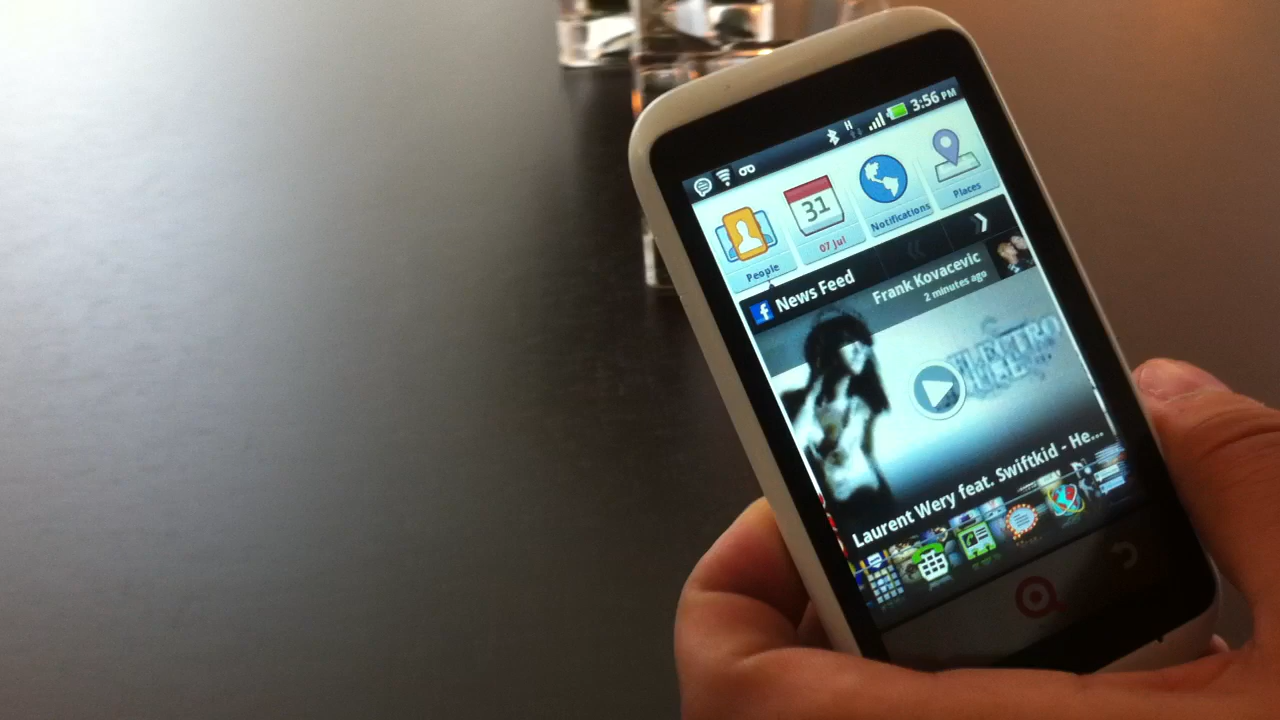 3:56 PM
H
31
People
07 Jul
Notifications
Places
f News Feed
Frank Kovacevic
2 minutes ago
Laurent Wery feat. Swiftkid - He...